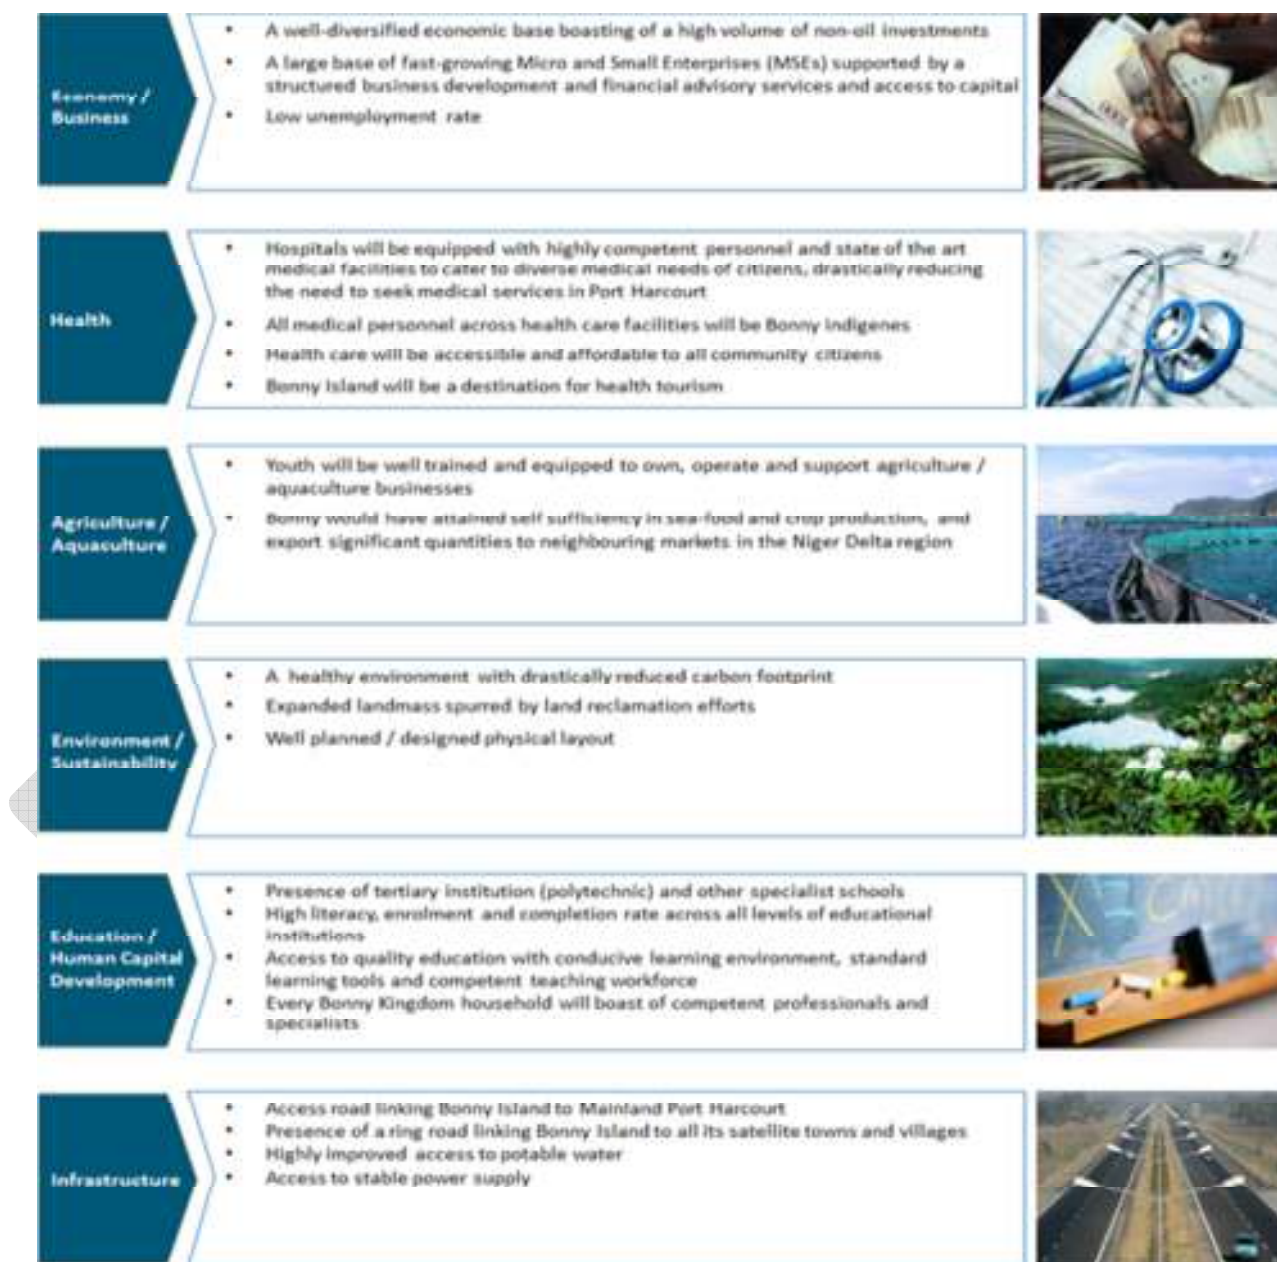 Economy /
Business
• A well-diversified economic base boasting of a high volume of non-oil investments
• A large base of fast-growing Micro and Small Enterprises (MSEs) supported by a
structured business development and financial advisory services and access to capital
• Low unemployment rate
Health
• Hospitals will be equipped with highly competent personnel and state of the art
medical facilities to cater to diverse medical needs of citizens, drastically reducing
the need to seek medical services in Port Harcourt
• All medical personnel across health care facilities will be Bonny Indigenes
• Health care will be accessible and affordable to all community citizens
• Bonny Island will be a destination for health tourism
Agriculture /
Aquaculture
• Youth will be well trained and equipped to own, operate and support agriculture /
aquaculture businesses
• Bonny would have attained self sufficiency in sea-food and crop production, and
export significant quantities to neighbouring markets in the Niger Delta region
Environment /
Sustainability
• A healthy environment with drastically reduced carbon footprint
• Expanded landmass spurred by land reclamation efforts
• Well planned / designed physical layout
Education /
Human Capital
Development
• Presence of tertiary institution (polytechnic) and other specialist schools
• High literacy, enrolment and completion rate across all levels of educational
institutions
• Access to quality education with conducive learning environment, standard
learning tools and competent teaching workforce
• Every Bonny Kingdom household will boast of competent professionals and
specialists
Infrastructure
• Access road linking Bonny Island to Mainland Port Harcourt
• Presence of a ring road linking Bonny Island to all its satellite towns and villages
• Highly improved access to potable water
• Access to stable power supply